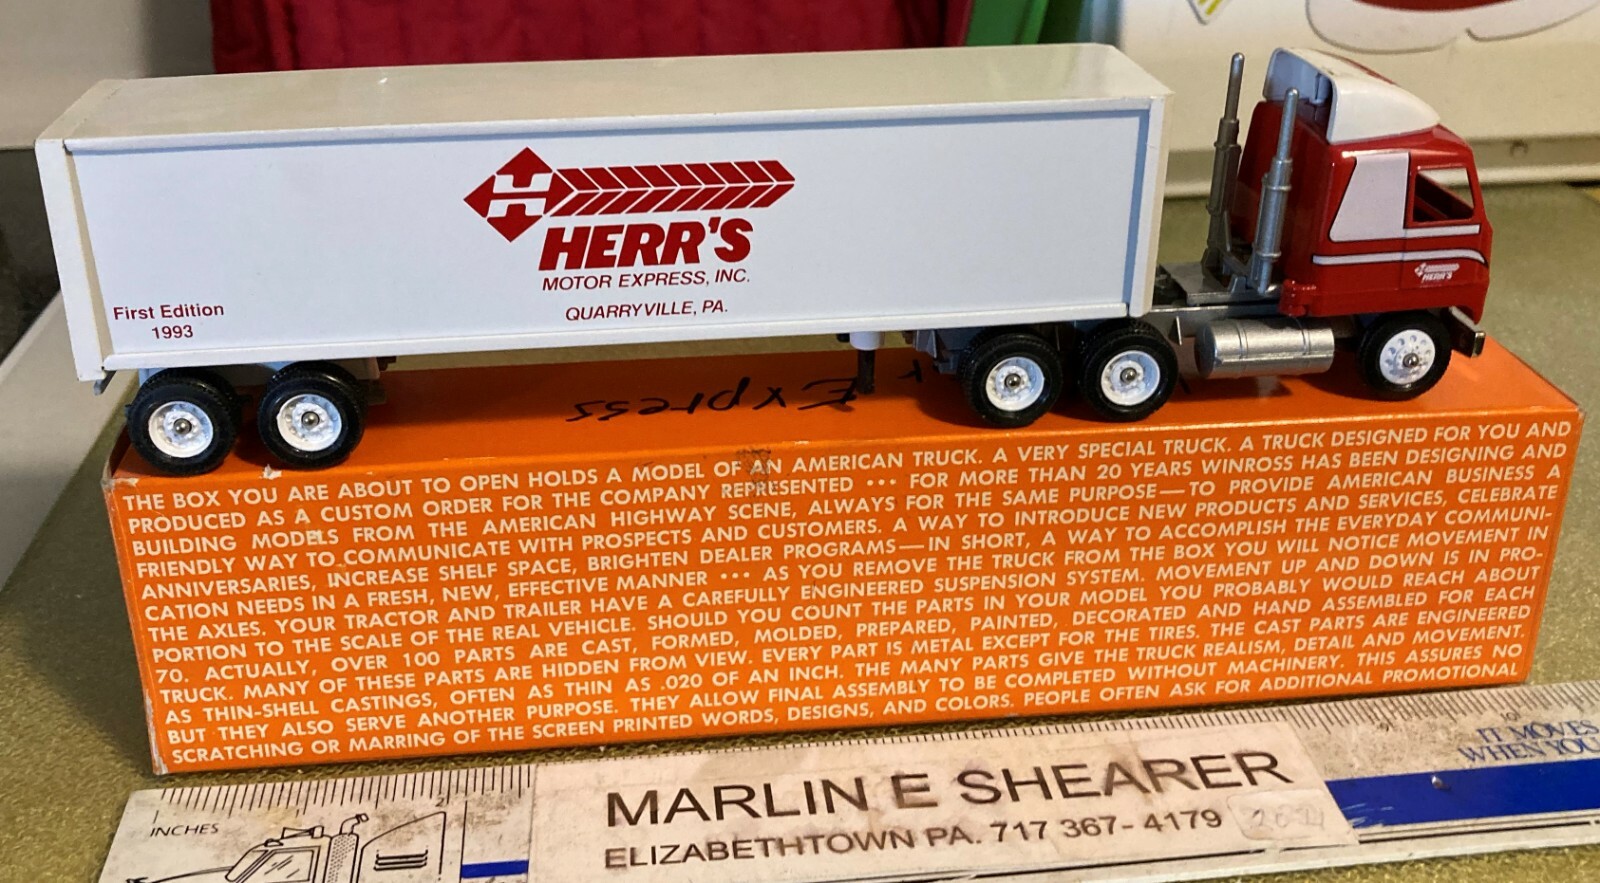 HERR'S
MOTOR EXPRESS, INC.
QUARRYVILLE, PA.
First Edition
1993
HERR'S
Express
THE BOX YOU ARE ABOUT TO OPEN HOLDS A MODEL OF AN AMERICAN TRUCK. A VERY SPECIAL TRUCK. A TRUCK DESIGNED FOR YOU AND
PRODUCED AS A CUSTOM ORDER FOR THE COMPANY REPRESENTED ••• FOR MORE THAN 20 YEARS WINROSS HAS BEEN DESIGNING AND
BUILDING MODELS FROM THE AMERICAN HIGHWAY SCENE, ALWAYS FOR THE SAME PURPOSE—TO PROVIDE AMERICAN BUSINESS A
FRIENDLY WAY TO COMMUNICATE WITH PROSPECTS AND CUSTOMERS. A WAY TO INTRODUCE NEW PRODUCTS AND SERVICES, CELEBRATE
ANNIVERSARIES, INCREASE SHELF SPACE, BRIGHTEN DEALER PROGRAMS—IN SHORT, A WAY TO ACCOMPLISH THE EVERYDAY COMMUNI-
CATION NEEDS IN A FRESH, NEW, EFFECTIVE MANNER ••• AS YOU REMOVE THE TRUCK FROM THE BOX YOU WILL NOTICE MOVEMENT IN
THE AXLES. YOUR TRACTOR AND TRAILER HAVE A CAREFULLY ENGINEERED SUSPENSION SYSTEM. MOVEMENT UP AND DOWN IS IN PRO-
PORTION TO THE SCALE OF THE REAL VEHICLE. SHOULD YOU COUNT THE PARTS IN YOUR MODEL YOU PROBABLY WOULD REACH ABOUT
70. ACTUALLY, OVER 100 PARTS ARE CAST, FORMED, MOLDED, PREPARED, PAINTED, DECORATED AND HAND ASSEMBLED FOR EACH
TRUCK. MANY OF THESE PARTS ARE HIDDEN FROM VIEW. EVERY PART IS METAL EXCEPT FOR THE TIRES. THE CAST PARTS ARE ENGINEERED
AS THIN-SHELL CASTINGS, OFTEN AS THIN AS .020 OF AN INCH. THE MANY PARTS GIVE THE TRUCK REALISM, DETAIL AND MOVEMENT.
BUT THEY ALSO SERVE ANOTHER PURPOSE. THEY ALLOW FINAL ASSEMBLY TO BE COMPLETED WITHOUT MACHINERY. THIS ASSURES NO
SCRATCHING OR MARRING OF THE SCREEN PRINTED WORDS, DESIGNS, AND COLORS. PEOPLE OFTEN ASK FOR ADDITIONAL PROMOTIONAL
IT MOVES
WHEN YOU
INCHES
2
9
10
MARLIN E SHEARER
ELIZABETHTOWN PA. 717 367-4179